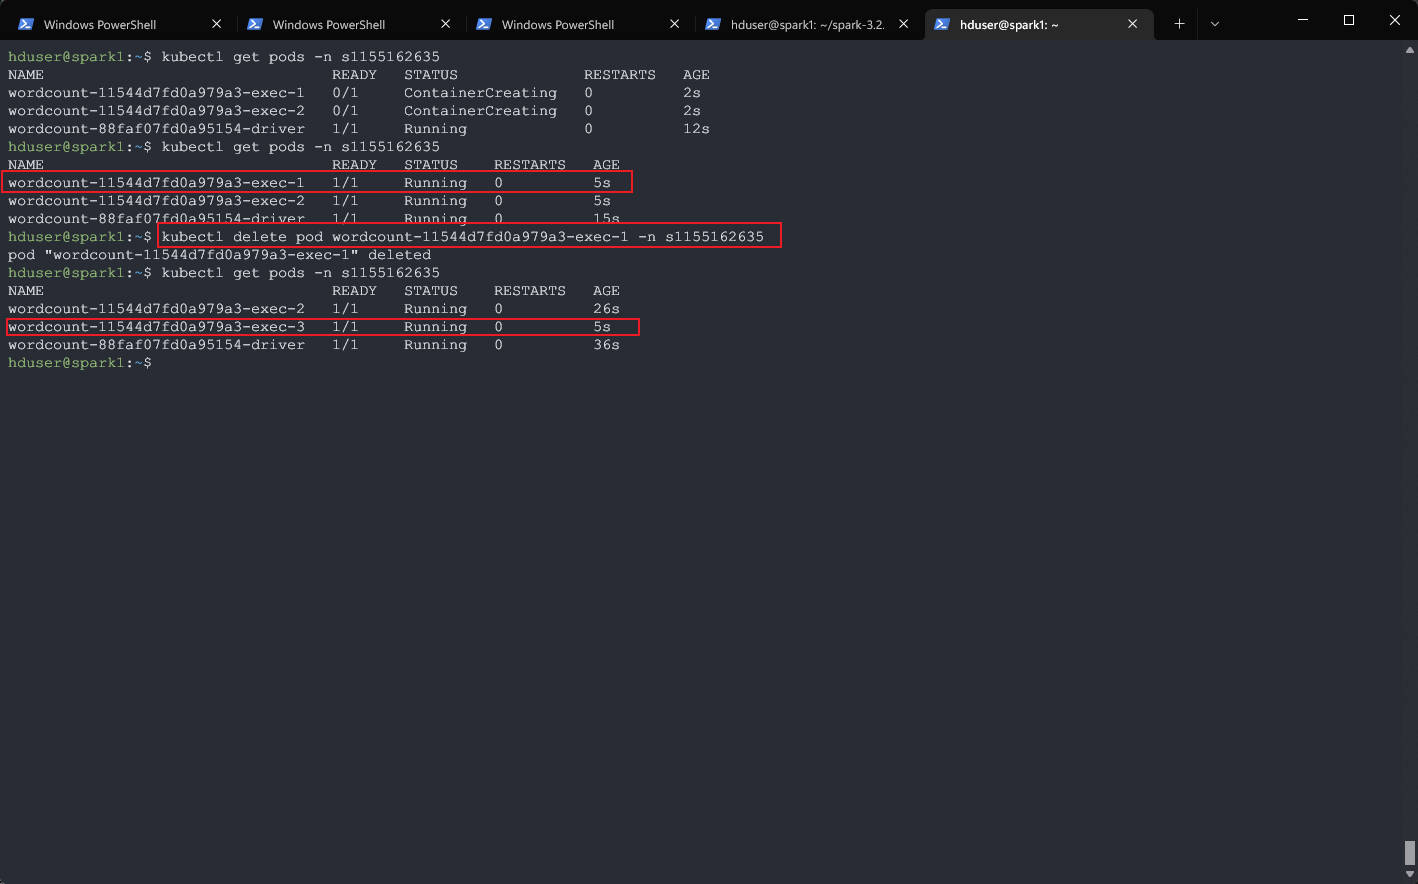 Windows PowerShell
Windows PowerShell
Windows PowerShell
hduser@spark1: ~/spark-3.2.
hduser@spark1: ~
hduser@spark1:~$ kubectl get pods -n s1155162635
NAME READY STATUS RESTARTS AGE
wordcount-11544d7fd0a979a3-exec-1 0/1 ContainerCreating 0 2s
wordcount-11544d7fd0a979a3-exec-2 0/1 ContainerCreating 0 2s
wordcount-88faf07fd0a95154-driver 1/1 Running 0 12s
hduser@spark1:~$ kubectl get pods -n s1155162635
NAME READY STATUS RESTARTS AGE
wordcount-11544d7fd0a979a3-exec-1 1/1 Running 0 5s
wordcount-11544d7fd0a979a3-exec-2 1/1 Running 0 5s
wordcount-88faf07fd0a95154-driver 1/1 Running 0 15s
hduser@spark1:~$ kubectl delete pod wordcount-11544d7fd0a979a3-exec-1 -n s1155162635
pod "wordcount-11544d7fd0a979a3-exec-1" deleted
hduser@spark1:~$ kubectl get pods -n s1155162635
NAME READY STATUS RESTARTS AGE
wordcount-11544d7fd0a979a3-exec-2 1/1 Running 0 26s
wordcount-11544d7fd0a979a3-exec-3 1/1 Running 0 5s
wordcount-88faf07fd0a95154-driver 1/1 Running 0 36s
hduser@spark1:~$